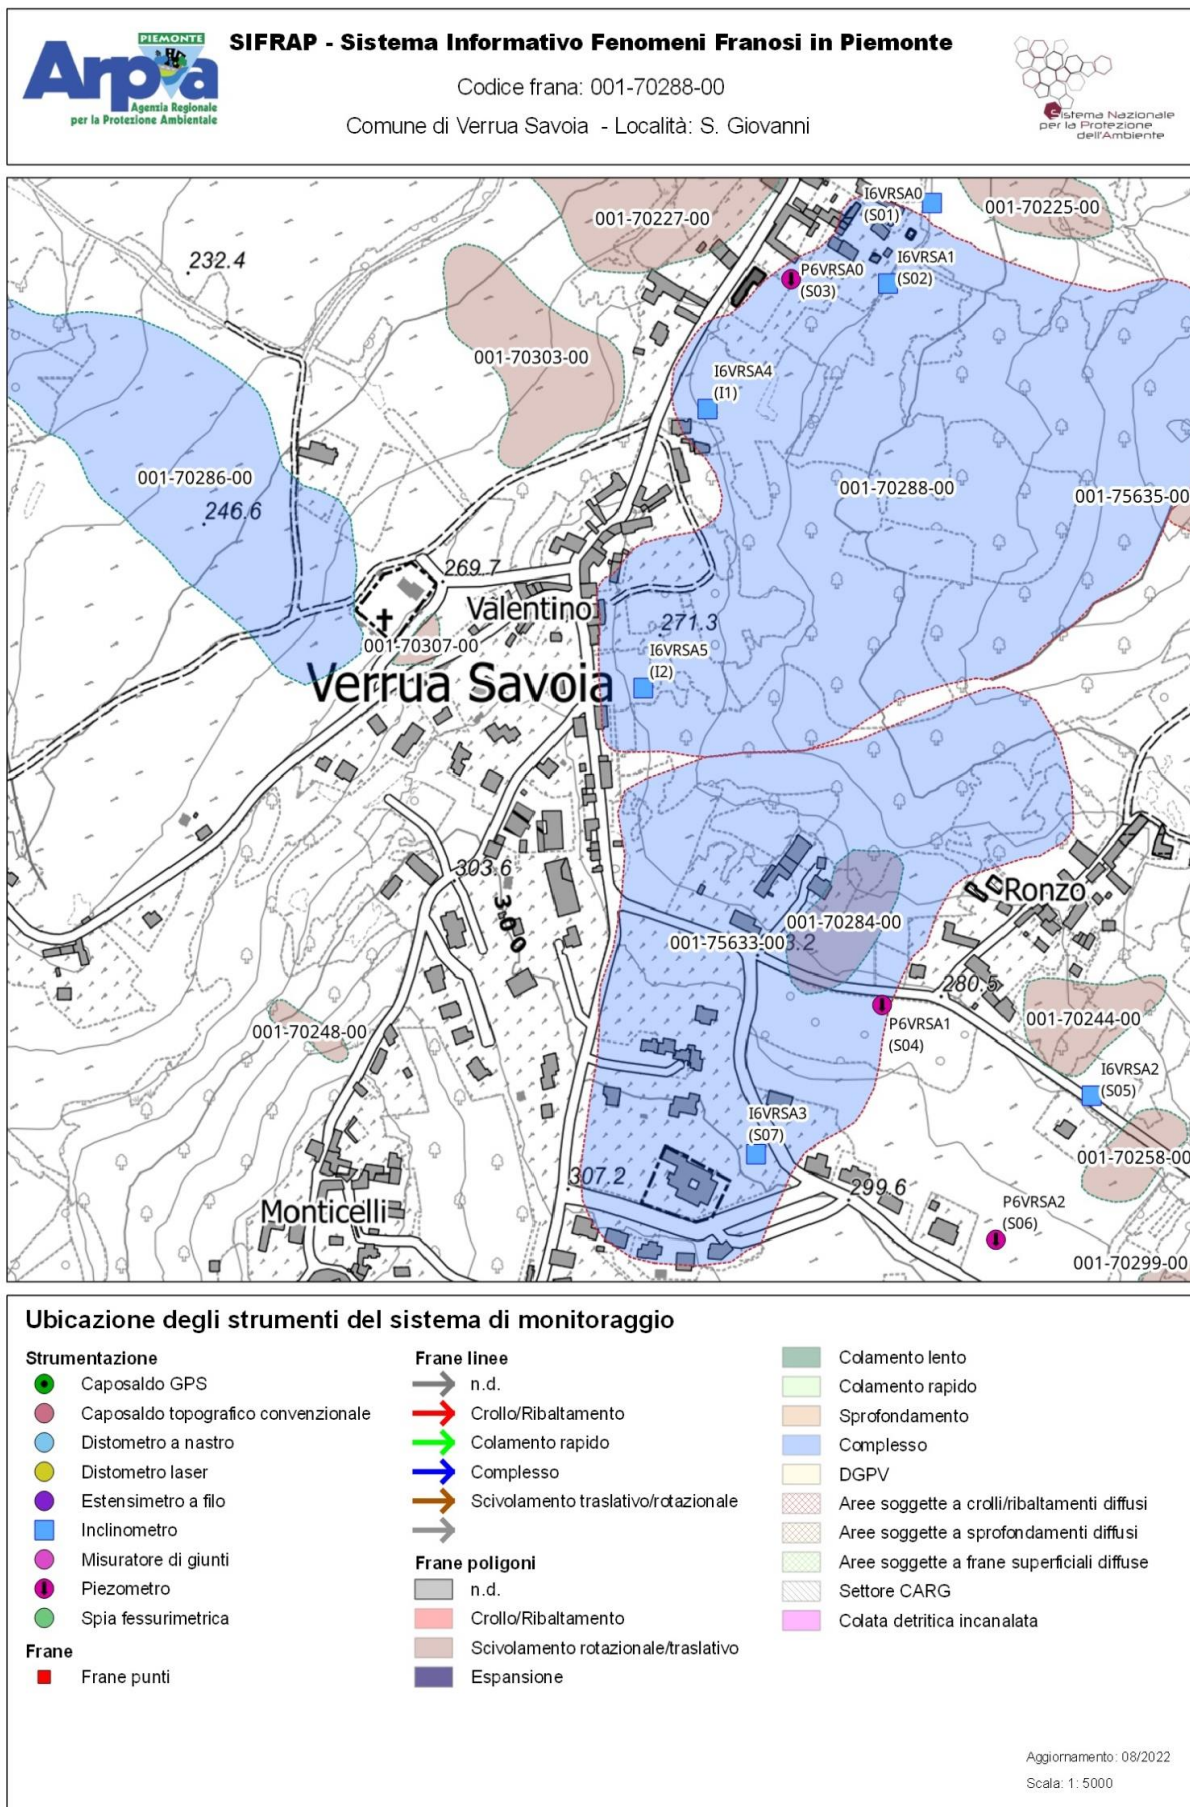 PIEMONTE
Arpa
Agenzia Regionale
per la Protezione Ambientale
SIFRAP - Sistema Informativo Fenomeni Franosi in Piemonte
Codice frana: 001-70288-00
Comune di Verrua Savoia - Località: S. Giovanni
Sistema Nazionale
per la Protezione
dell'Ambiente
I6VRSA0
(S01)
001-70225-00
001-70227-00
232.4
P6VRSA0
(S03)
I6VRSA1
(S02)
001-70303-00
I6VRSA4
(I1)
001-70286-00
246.6
001-70288-00
001-75635-00
269.7
Valentino
271.3
001-70307-00
I6VRSA5
(I2)
Verrua Savoia
303.6
300
Ronzo
001-70284-00
001-75633-00
3.2
280.5
001-70248-00
P6VRSA1
(S04)
001-70244-00
I6VRSA2
(S05)
I6VRSA3
(S07)
001-70258-00
307.2
299.6
Monticelli
P6VRSA2
(S06)
001-70299-00
Ubicazione degli strumenti del sistema di monitoraggio
Strumentazione
Caposaldo GPS
Caposaldo topografico convenzionale
Distometro a nastro
Distometro laser
Estensimetro a filo
Inclinometro
Misuratore di giunti
Piezometro
Spia fessurimetrica
Frane
Frane punti
Frane linee
n.d.
Crollo/Ribaltamento
Colamento rapido
Complesso
Scivolamento traslativo/rotazionale
Frane poligoni
n.d.
Crollo/Ribaltamento
Scivolamento rotazionale/traslativo
Espansione
Colamento lento
Colamento rapido
Sprofondamento
Complesso
DGPV
Aree soggette a crolli/ribaltamenti diffusi
Aree soggette a sprofondamenti diffusi
Aree soggette a frane superficiali diffuse
Settore CARG
Colata detritica incanalata
Aggiornamento: 08/2022
Scala: 1: 5000